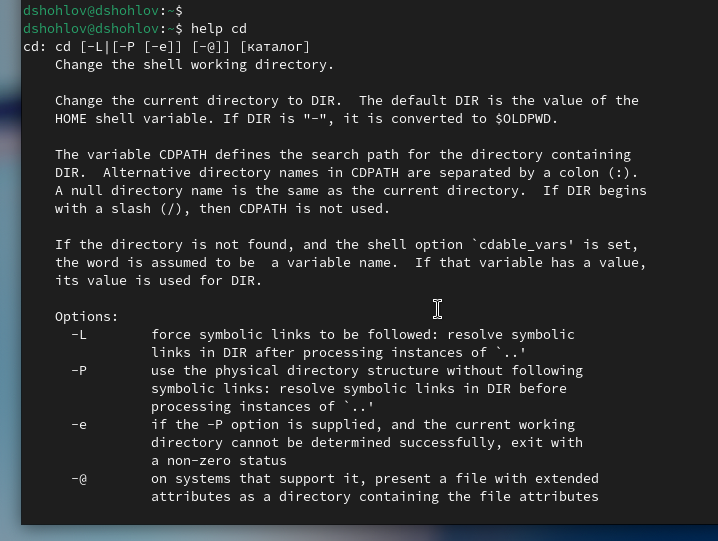 dshohlov@dshohlov:~$
dshohlov@dshohlov:~$ help cd
cd: cd [-L|[-P [-e]] [-@]] [каталог]
    Change the shell working directory.

    Change the current directory to DIR.  The default DIR is the value of the
    HOME shell variable. If DIR is "-", it is converted to $OLDPWD.

    The variable CDPATH defines the search path for the directory containing
    DIR.  Alternative directory names in CDPATH are separated by a colon (:).
    A null directory name is the same as the current directory.  If DIR begins
    with a slash (/), then CDPATH is not used.

    If the directory is not found, and the shell option `cdable_vars' is set,
    the word is assumed to be  a variable name.  If that variable has a value,
    its value is used for DIR.

    Options:
      -L        force symbolic links to be followed: resolve symbolic
                links in DIR after processing instances of `..'
      -P        use the physical directory structure without following
                symbolic links: resolve symbolic links in DIR before
                processing instances of `..'
      -e        if the -P option is supplied, and the current working
                directory cannot be determined successfully, exit with
                a non-zero status
      -@        on systems that support it, present a file with extended
                attributes as a directory containing the file attributes